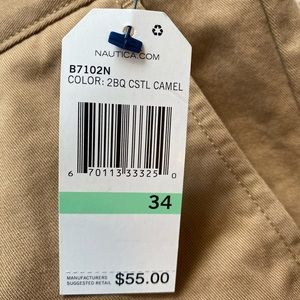 NAUTICA.COM
B7102N
COLOR: 2BQ CSTL CAMEL
6 70113 33325 0
34
MANUFACTURERS
SUGGESTED RETAIL $55.00